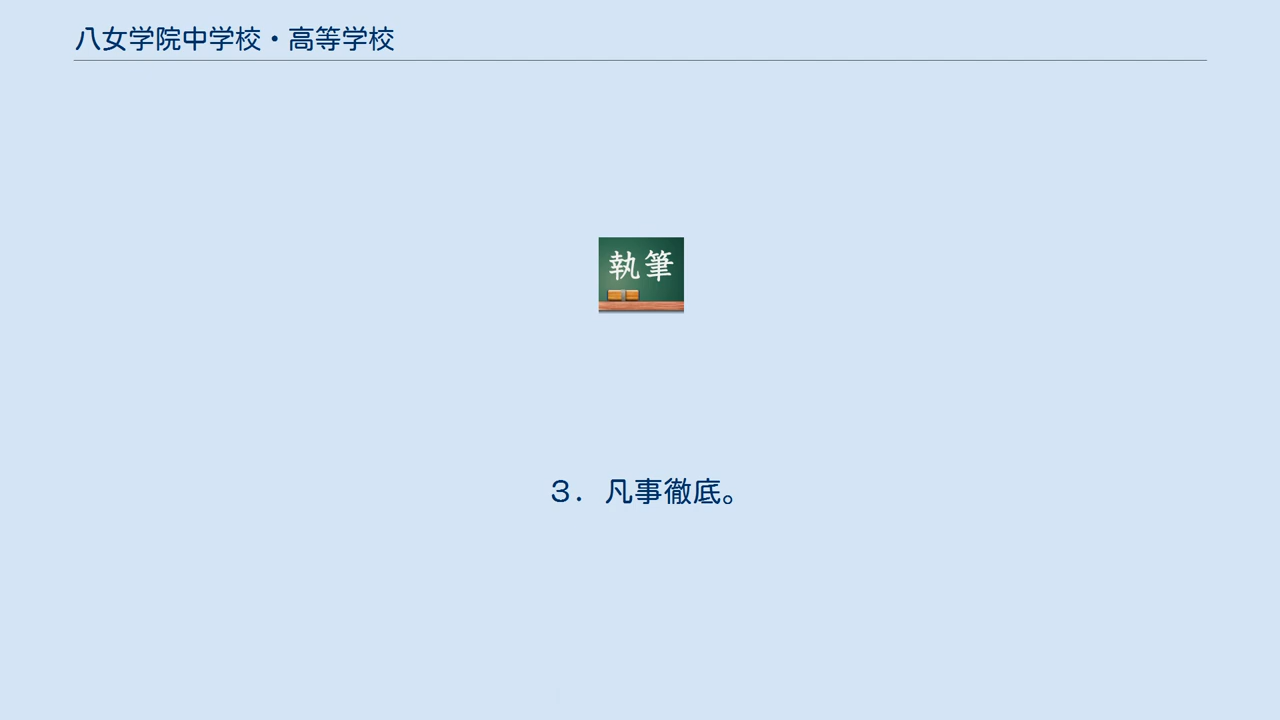 八女学院中学校・高等学校
執筆
３．凡事徹底。